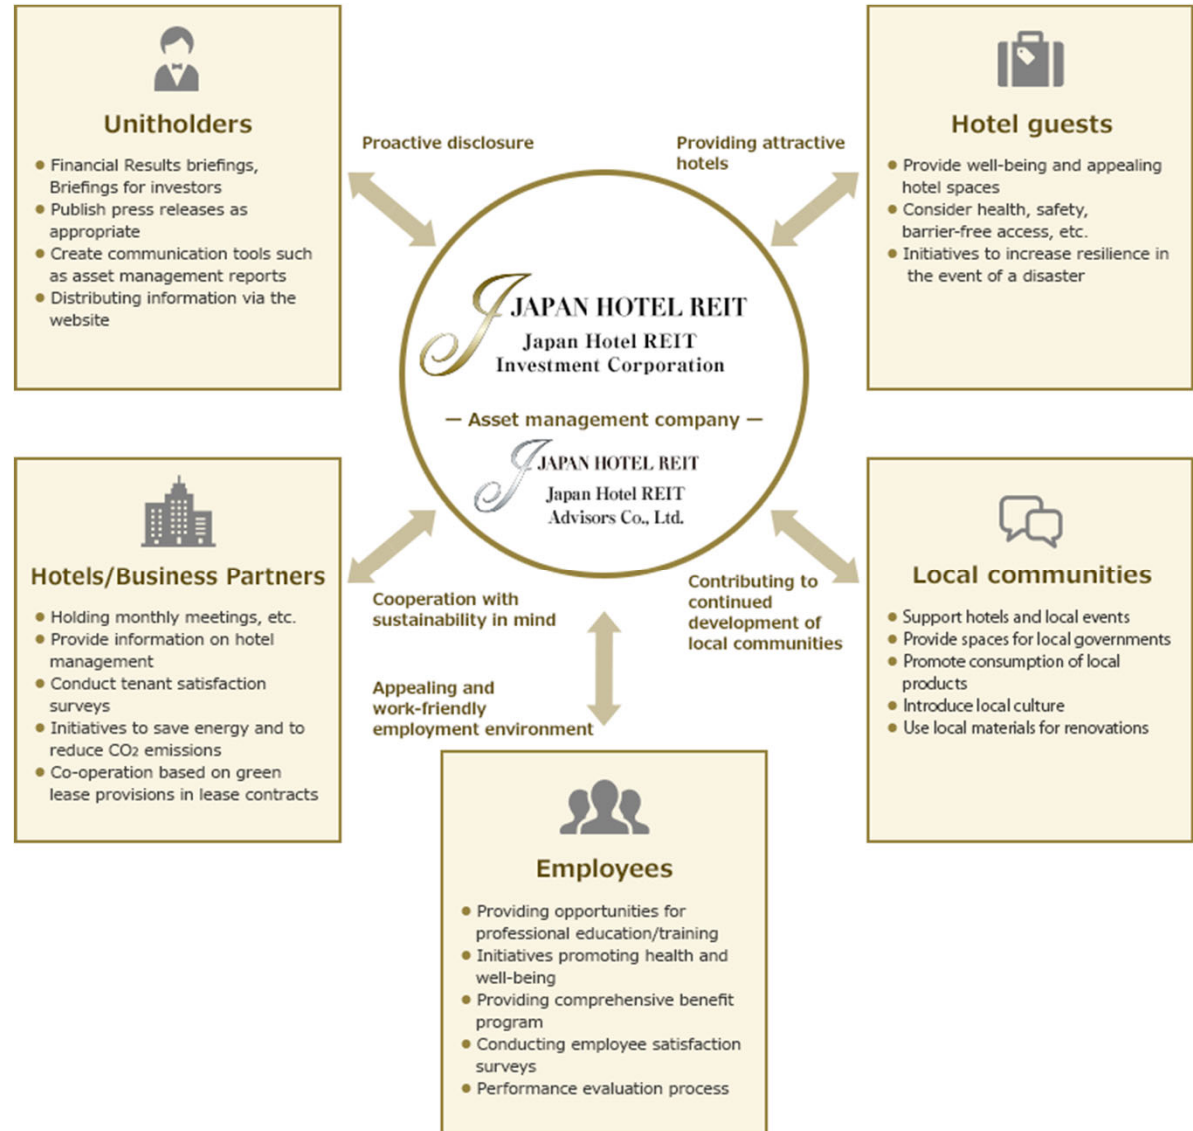 Unitholders
● Financial Results briefings,
Briefings for investors
● Publish press releases as
appropriate
● Create communication tools such
as asset management reports
● Distributing information via the
website
Proactive disclosure
Providing attractive
hotels
Hotel guests
● Provide well-being and appealing
hotel spaces
● Consider health, safety,
barrier-free access, etc.
● Initiatives to increase resilience in
the event of a disaster
JAPAN HOTEL REIT
Japan Hotel REIT
Investment Corporation
— Asset management company —
JAPAN HOTEL REIT
Japan Hotel REIT
Advisors Co., Ltd.
Hotels/Business Partners
● Holding monthly meetings, etc.
● Provide information on hotel
management
● Conduct tenant satisfaction
surveys
● Initiatives to save energy and to
reduce CO₂ emissions
● Co-operation based on green
lease provisions in lease contracts
Cooperation with
sustainability in mind
Contributing to
continued
development of
local communities
Local communities
● Support hotels and local events
● Provide spaces for local governments
● Promote consumption of local
products
● Introduce local culture
● Use local materials for renovations
Appealing and
work-friendly
employment environment
Employees
● Providing opportunities for
professional education/training
● Initiatives promoting health and
well-being
● Providing comprehensive benefit
program
● Conducting employee satisfaction
surveys
● Performance evaluation process